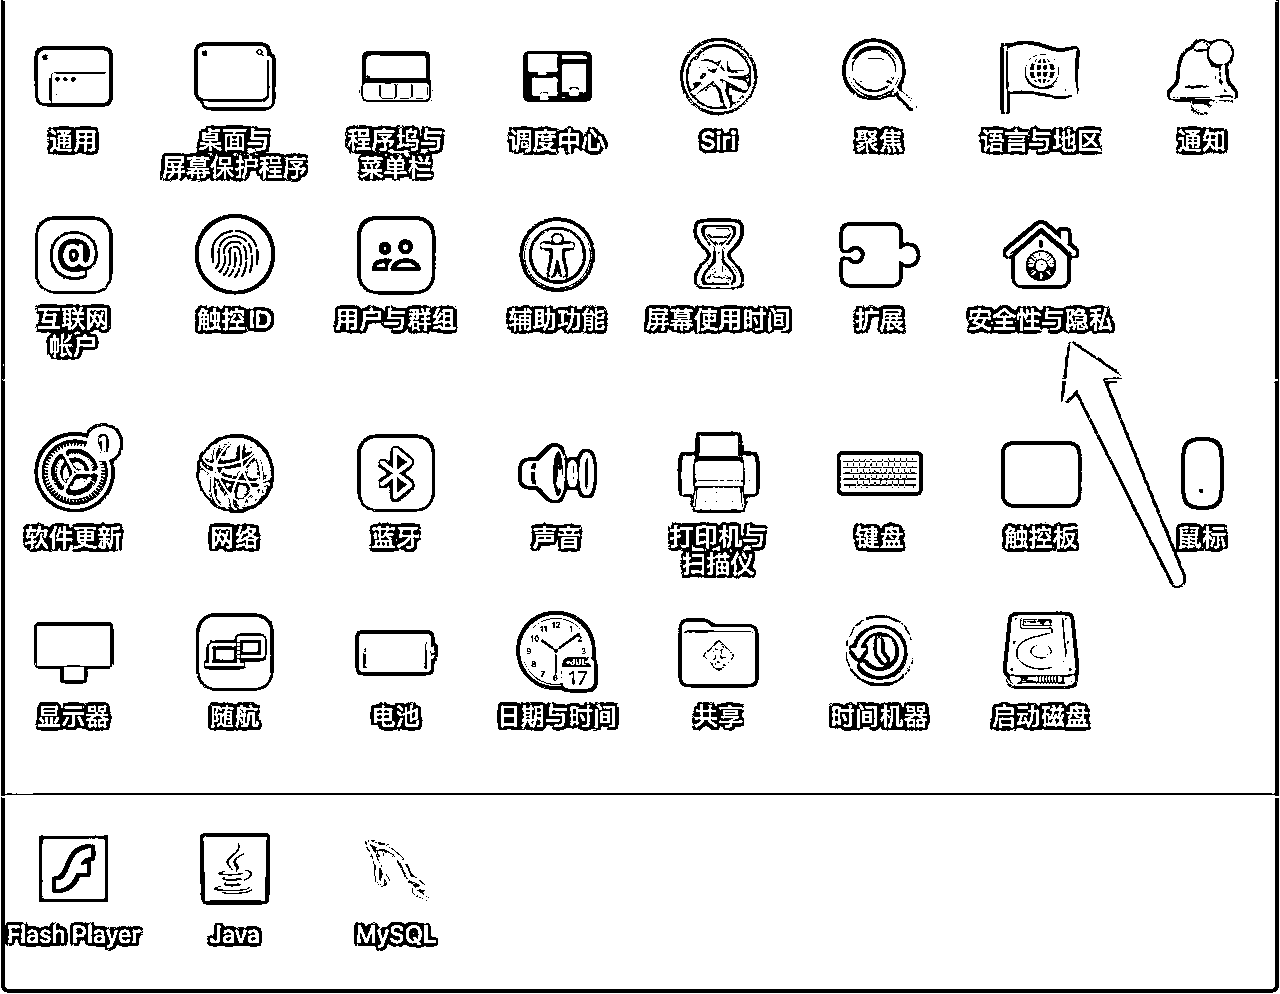 通用
桌面与
屏幕保护程序
程序坞与
菜单栏
调度中心
Siri
聚焦
语言与地区
通知
@
互联网
帐户
触控ID
用户与群组
辅助功能
屏幕使用时间
扩展
安全性与隐私
软件更新
网络
蓝牙
声音
打印机与
扫描仪
键盘
触控板
鼠标
显示器
随航
电池
JUL
17
日期与时间
共享
时间机器
启动磁盘
Flash Player
Java
MySQL